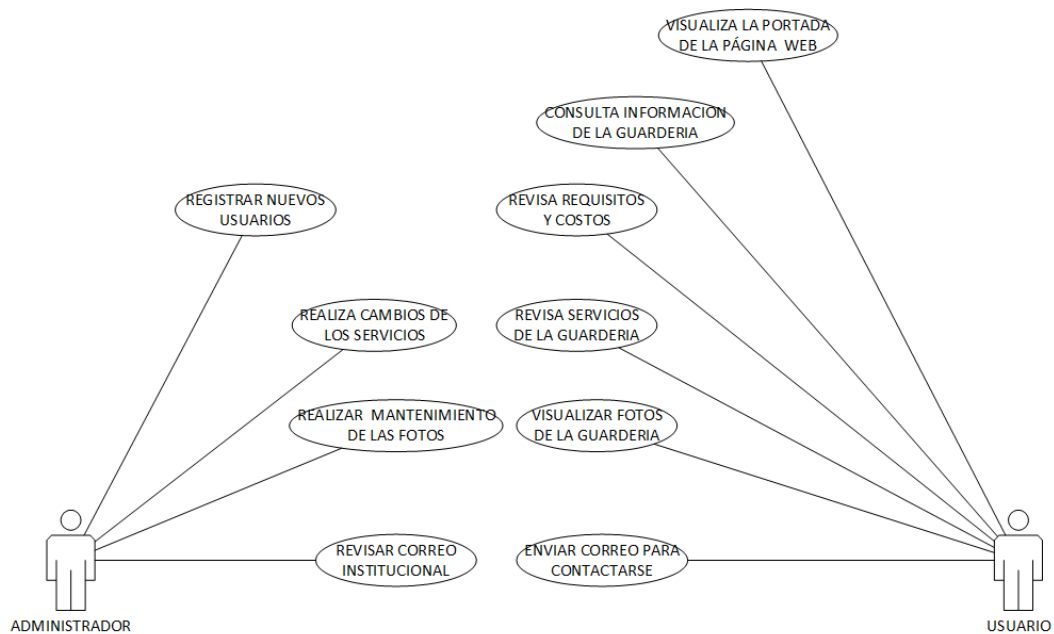 VISUALIZA LA PORTADA
DE LA PÁGINA WEB
CONSULTA INFORMACION
DE LA GUARDERIA
REGISTRAR NUEVOS
USUARIOS
REVISA REQUISITOS
Y COSTOS
REALIZA CAMBIOS DE
LOS SERVICIOS
REVISA SERVICIOS
DE LA GUARDERIA
REALIZAR MANTENIMIENTO
DE LAS FOTOS
VISUALIZAR FOTOS
DE LA GUARDERIA
REVISAR CORREO
INSTITUCIONAL
ENVIAR CORREO PARA
CONTACTARSE
ADMINISTRADOR
USUARIO